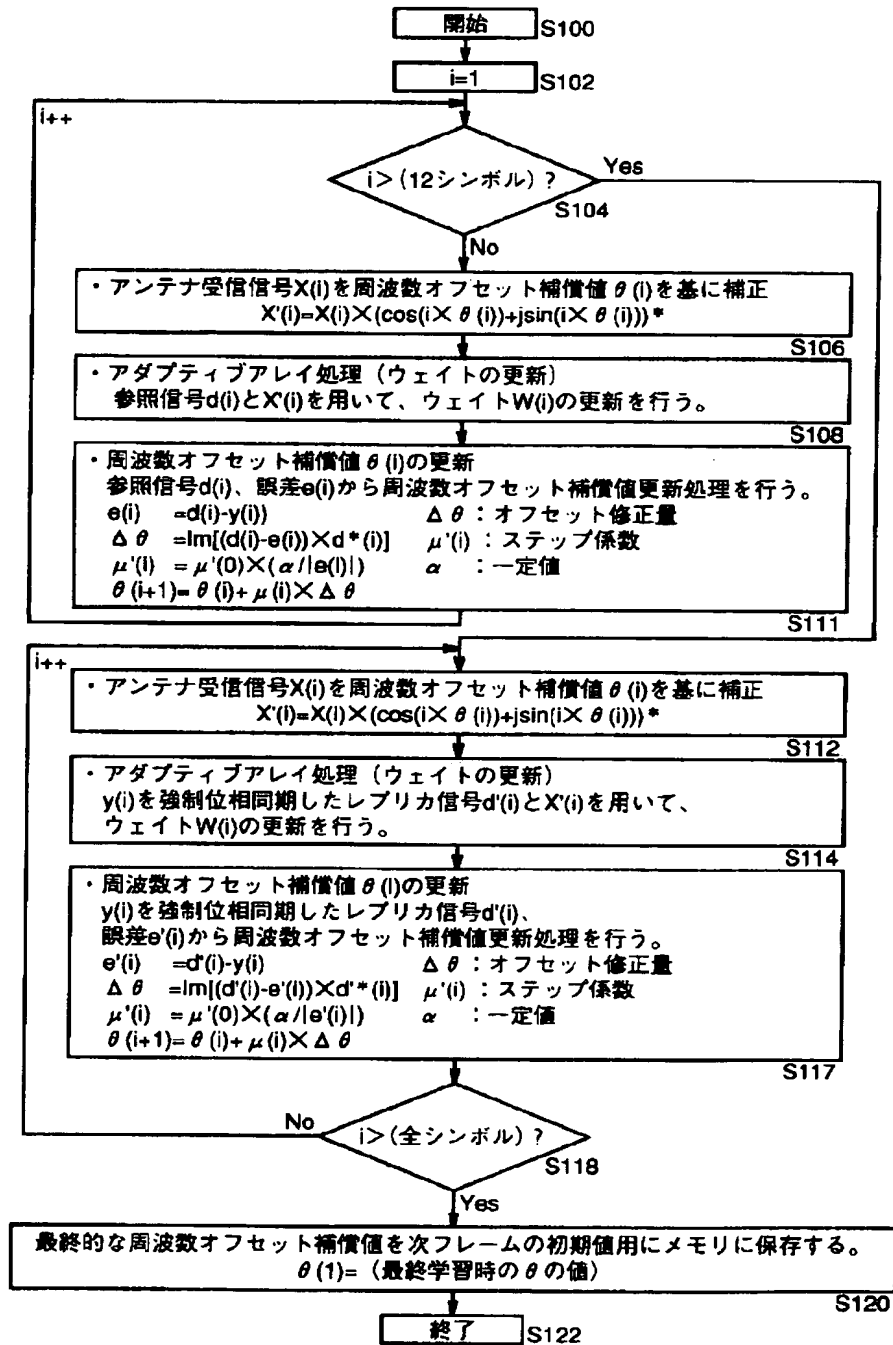 開始 S100
i=1 S102
i++
i＞(12シンボル)？ Yes
S104
No
・アンテナ受信信号X(i)を周波数オフセット補償値θ(i)を基に補正
X'(i)=X(i)×(cos(i×θ(i))+jsin(i×θ(i)))*
S106
・アダプティブアレイ処理（ウェイトの更新）
参照信号d(i)とX'(i)を用いて、ウェイトW(i)の更新を行う。
S108
・周波数オフセット補償値θ(i)の更新
参照信号d(i)、誤差e(i)から周波数オフセット補償値更新処理を行う。
e(i) =d(i)-y(i)) Δθ：オフセット修正量
Δθ =Im[(d(i)-e(i))×d*(i)] μ'(i)：ステップ係数
μ'(i) =μ'(0)×(α/|e(i)|) α ：一定値
θ(i+1)=θ(i)+μ(i)×Δθ
S111
i++
・アンテナ受信信号X(i)を周波数オフセット補償値θ(i)を基に補正
X'(i)=X(i)×(cos(i×θ(i))+jsin(i×θ(i)))*
S112
・アダプティブアレイ処理（ウェイトの更新）
y(i)を強制位相同期したレプリカ信号d'(i)とX'(i)を用いて、
ウェイトW(i)の更新を行う。
S114
・周波数オフセット補償値θ(i)の更新
y(i)を強制位相同期したレプリカ信号d'(i)、
誤差e'(i)から周波数オフセット補償値更新処理を行う。
e'(i) =d'(i)-y(i) Δθ：オフセット修正量
Δθ =Im[(d'(i)-e'(i))×d'*(i)] μ'(i)：ステップ係数
μ'(i) =μ'(0)×(α/|e'(i)|) α ：一定値
θ(i+1)=θ(i)+μ(i)×Δθ
S117
No
i＞(全シンボル)？
S118
Yes
最終的な周波数オフセット補償値を次フレームの初期値用にメモリに保存する。
θ(1)=（最終学習時のθの値）
S120
終了 S122